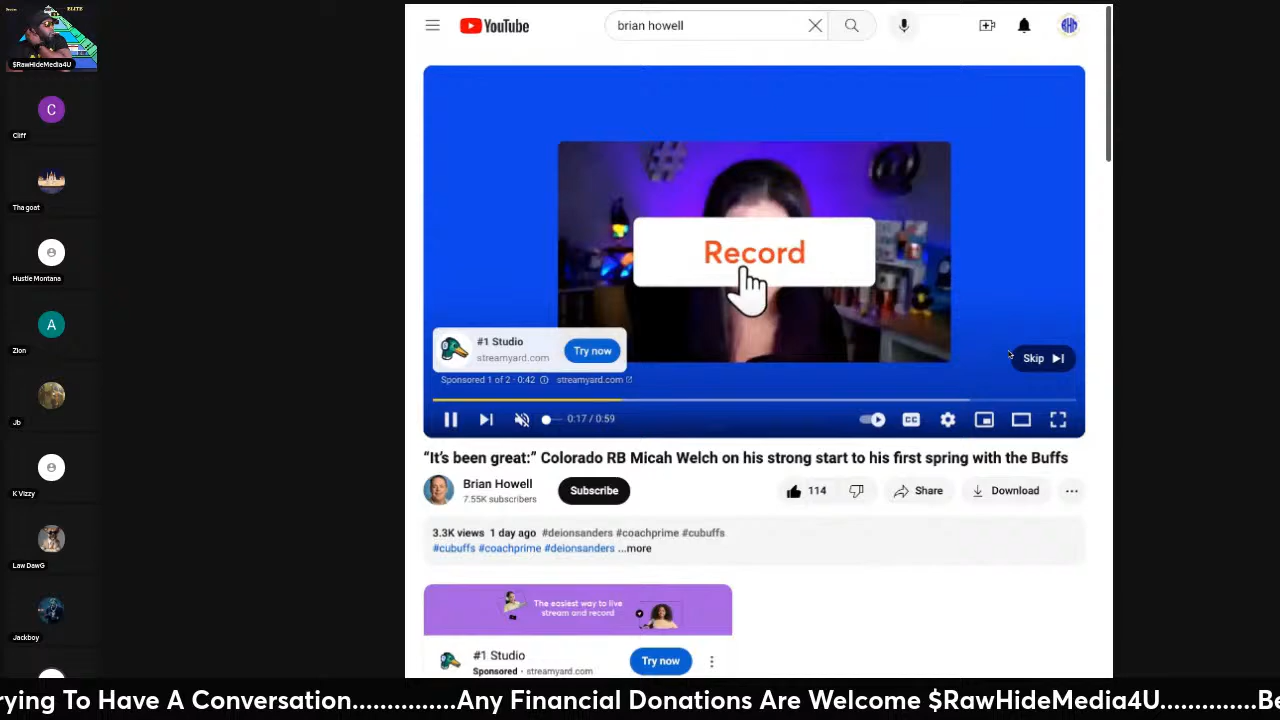 ELITE
$RawHideMedia4U
C
Cliff
Tha goat
Hustle Montana
A
Zion
Jb
K Vizzy
Law DawG
Jackboy
YouTube
brian howell
Record
#1 Studio
streamyard.com
Try now
Skip
Sponsored 1 of 2 · 0:42
streamyard.com
0:17 / 0:59
CC
“It’s been great:” Colorado RB Micah Welch on his strong start to his first spring with the Buffs
Brian Howell
7.55K subscribers
Subscribe
114
Share
Download
3.3K views 1 day ago #deionsanders #coachprime #cubuffs
#cubuffs #coachprime #deionsanders ...more
The easiest way to live
stream and record
#1 Studio
Sponsored · streamyard.com
Try now
rying To Have A Conversation...............Any Financial Donations Are Welcome $RawHideMedia4U.............Be